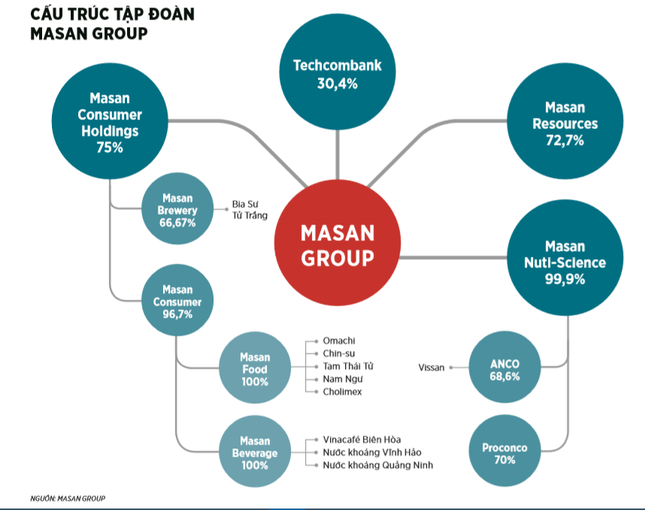 CẤU TRÚC TẬP ĐOÀN
MASAN GROUP
Techcombank
30,4%
Masan
Consumer
Holdings
75%
Masan
Resources
72,7%
Masan
Brewery
66,67%
Bia Sư
Tử Trắng
MASAN
GROUP
Masan
Nuti-Science
99,9%
Masan
Consumer
96,7%
Masan
Food
100%
Omachi
Chin-su
Tam Thái Tử
Nam Ngư
Cholimex
Vissan
ANCO
68,6%
Masan
Beverage
100%
Vinacafé Biên Hòa
Nước khoáng Vĩnh Hảo
Nước khoáng Quảng Ninh
Proconco
70%
NGUỒN: MASAN GROUP